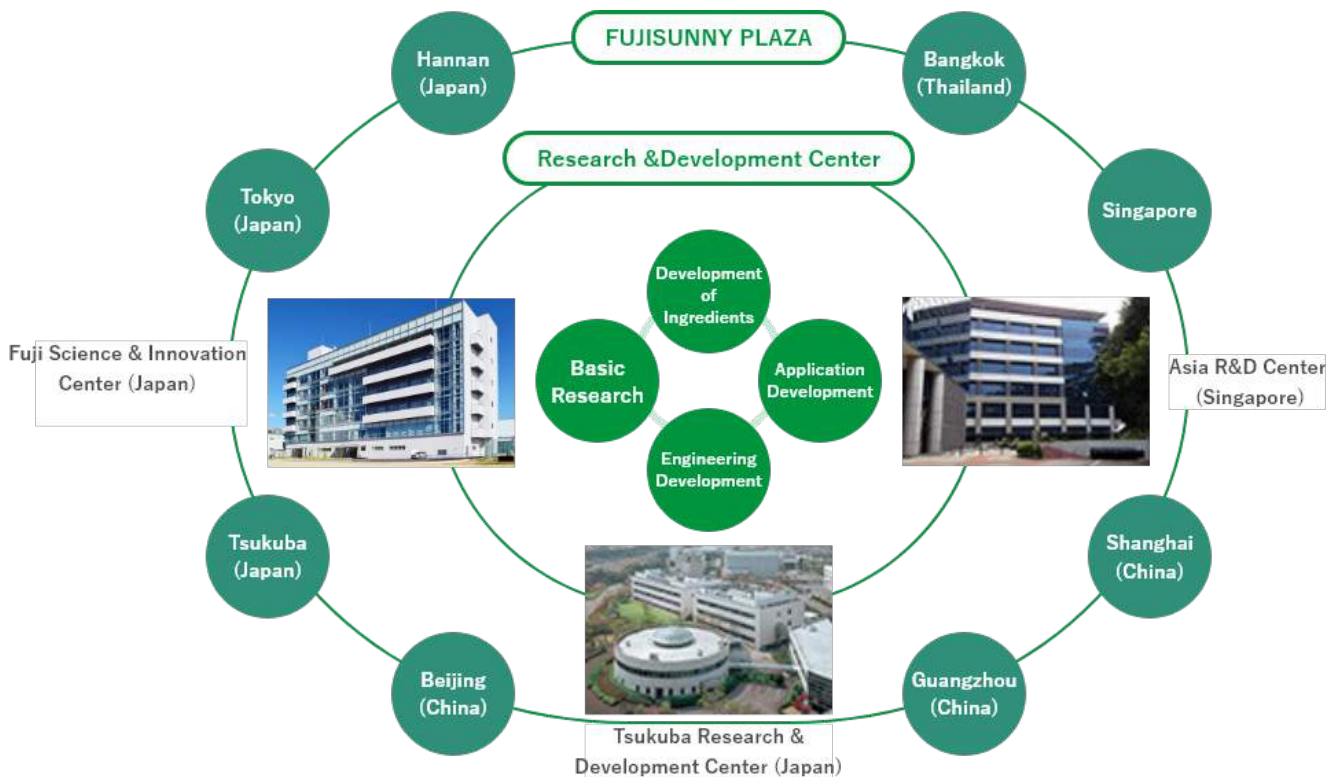 FUJISUNNY PLAZA
Hannan
(Japan)
Bangkok
(Thailand)
Research &Development Center
Tokyo
(Japan)
Singapore
Development
of
Ingredients
Fuji Science & Innovation
Center (Japan)
Basic
Research
Application
Development
Asia R&D Center
(Singapore)
Engineering
Development
Tsukuba
(Japan)
Shanghai
(China)
Beijing
(China)
Guangzhou
(China)
Tsukuba Research &
Development Center (Japan)